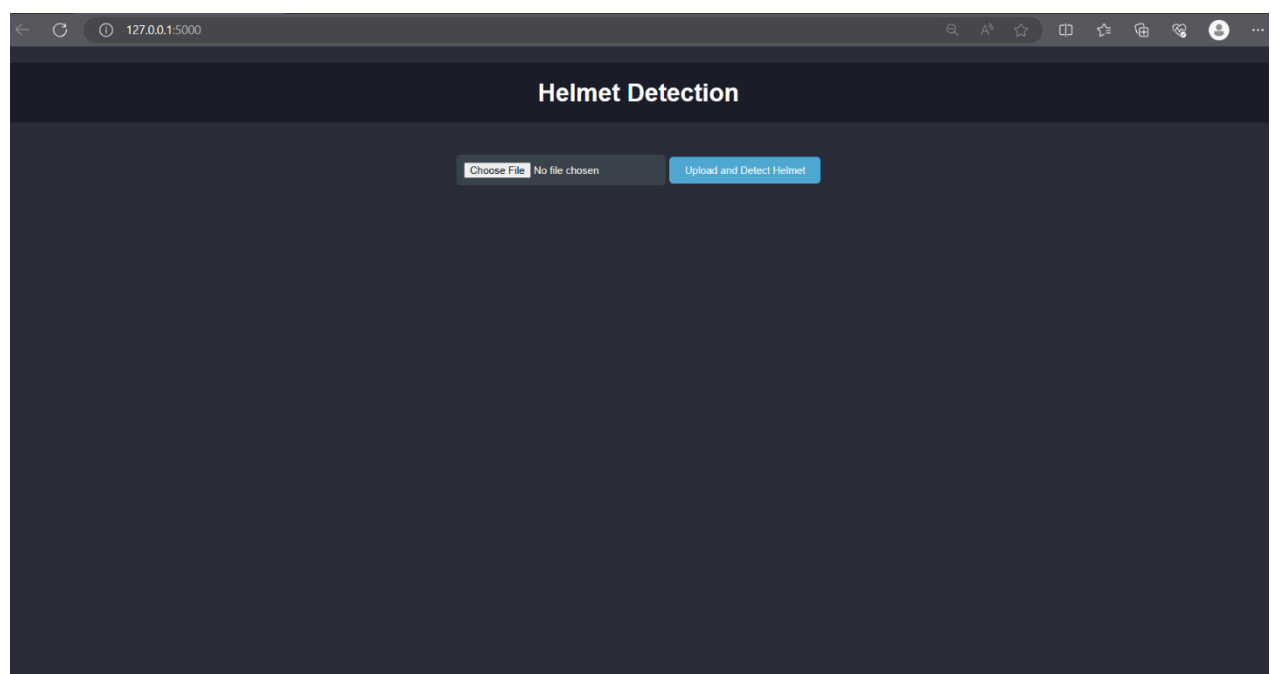 127.0.0.1:5000
Helmet Detection
Choose File No file chosen Upload and Detect Helmet